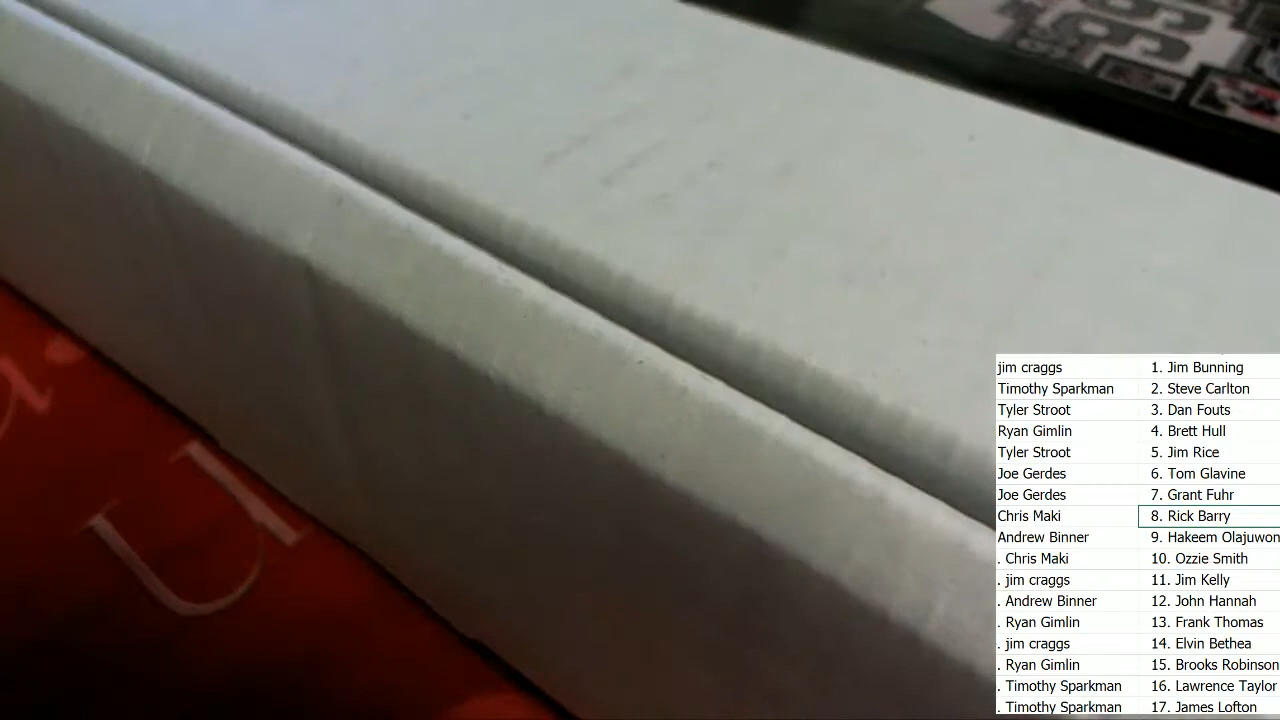 99
jim craggs 1. Jim Bunning
Timothy Sparkman 2. Steve Carlton
Tyler Stroot 3. Dan Fouts
Ryan Gimlin 4. Brett Hull
Tyler Stroot 5. Jim Rice
Joe Gerdes 6. Tom Glavine
Joe Gerdes 7. Grant Fuhr
Chris Maki 8. Rick Barry
Andrew Binner 9. Hakeem Olajuwon
. Chris Maki 10. Ozzie Smith
. jim craggs 11. Jim Kelly
. Andrew Binner 12. John Hannah
. Ryan Gimlin 13. Frank Thomas
. jim craggs 14. Elvin Bethea
. Ryan Gimlin 15. Brooks Robinson
. Timothy Sparkman 16. Lawrence Taylor
. Timothy Sparkman 17. James Lofton